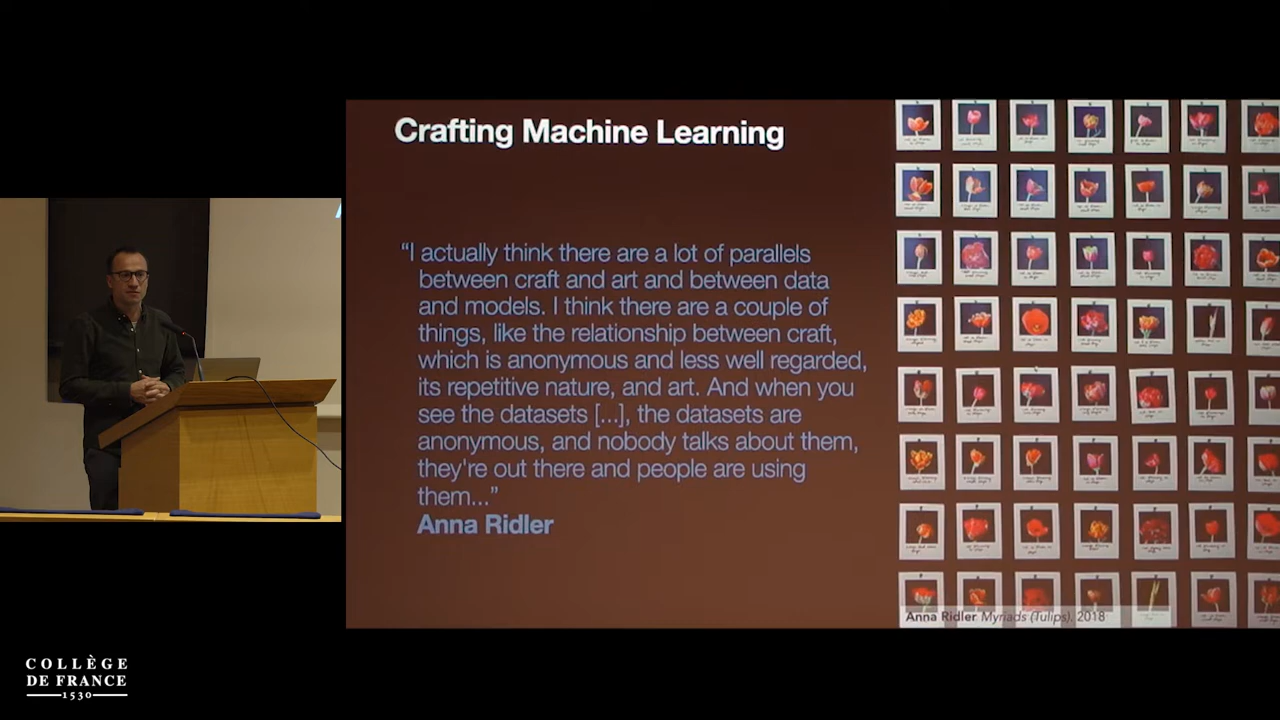 Crafting Machine Learning
“I actually think there are a lot of parallels
between craft and art and between data
and models. I think there are a couple of
things, like the relationship between craft,
which is anonymous and less well regarded,
its repetitive nature, and art. And when you
see the datasets [...], the datasets are
anonymous, and nobody talks about them,
they're out there and people are using
them...”
Anna Ridler
Anna Ridler Myriads (Tulips), 2018
COLLÈGE
DE FRANCE
1530